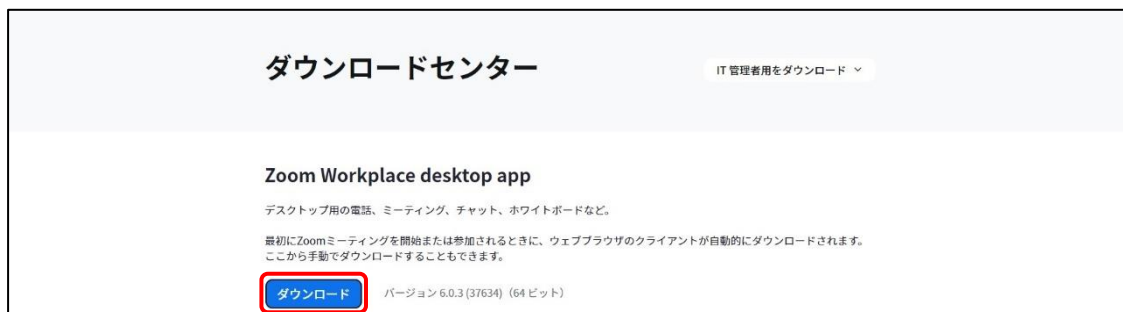 ダウンロードセンター
IT 管理者用をダウンロード
Zoom Workplace desktop app
デスクトップ用の電話、ミーティング、チャット、ホワイトボードなど。
最初にZoomミーティングを開始または参加されるときに、ウェブブラウザのクライアントが自動的にダウンロードされます。
ここから手動でダウンロードすることもできます。
ダウンロード
バージョン 6.0.3 (37634)（64 ビット）